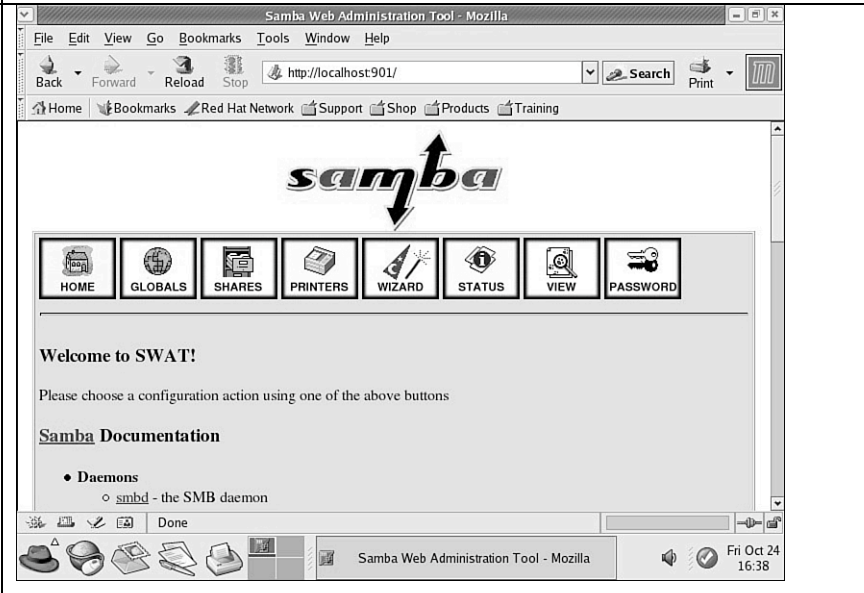 Samba Web Administration Tool - Mozilla
File Edit View Go Bookmarks Tools Window Help
Back Forward Reload Stop http://localhost:901/ Search Print
Home Bookmarks Red Hat Network Support Shop Products Training
samba
HOME GLOBALS SHARES PRINTERS WIZARD STATUS VIEW PASSWORD
Welcome to SWAT!
Please choose a configuration action using one of the above buttons
Samba Documentation
Daemons
smbd - the SMB daemon
Done
Samba Web Administration Tool - Mozilla
Fri Oct 24
16:38